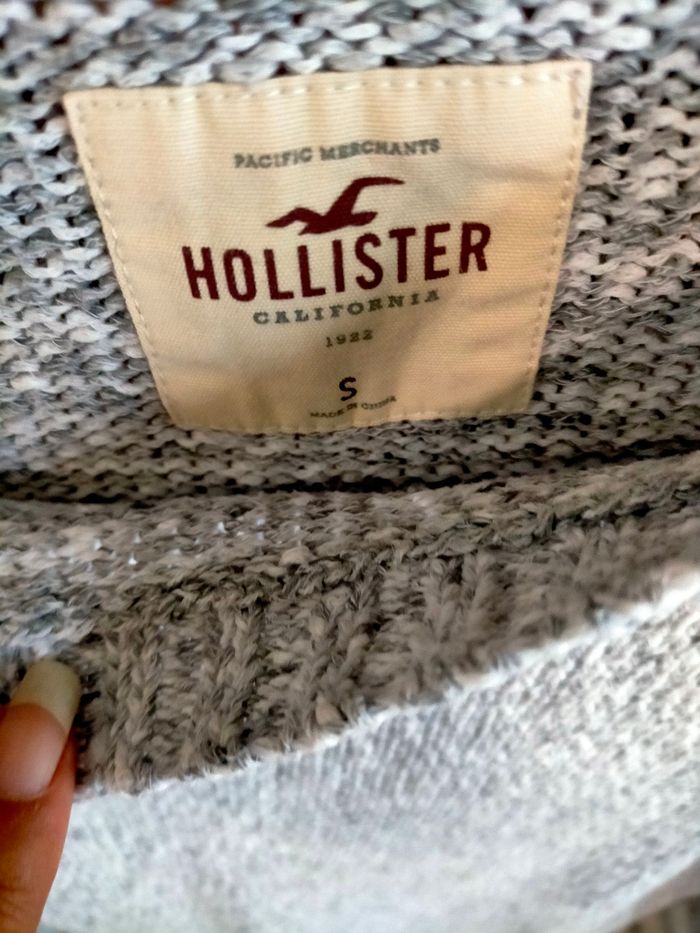 PACIFIC MERCHANTS
HOLLISTER
CALIFORNIA
1922
S
MADE IN CHINA